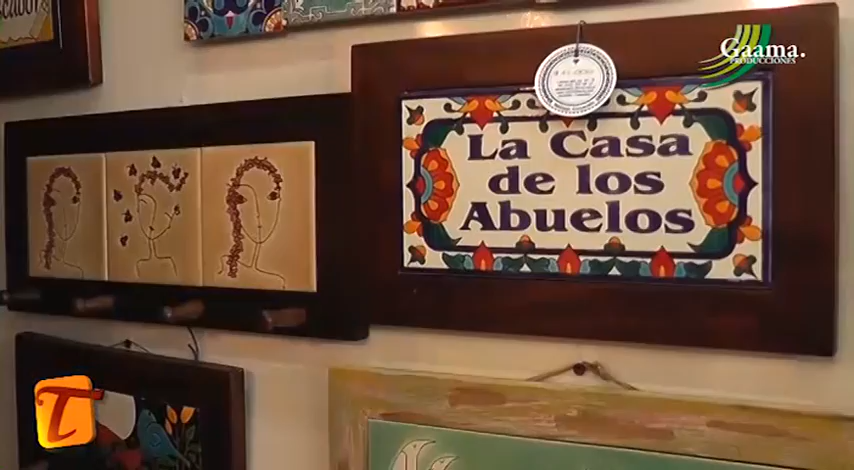 Gaama.
PRODUCCIONES
La Casa
de los
Abuelos
T